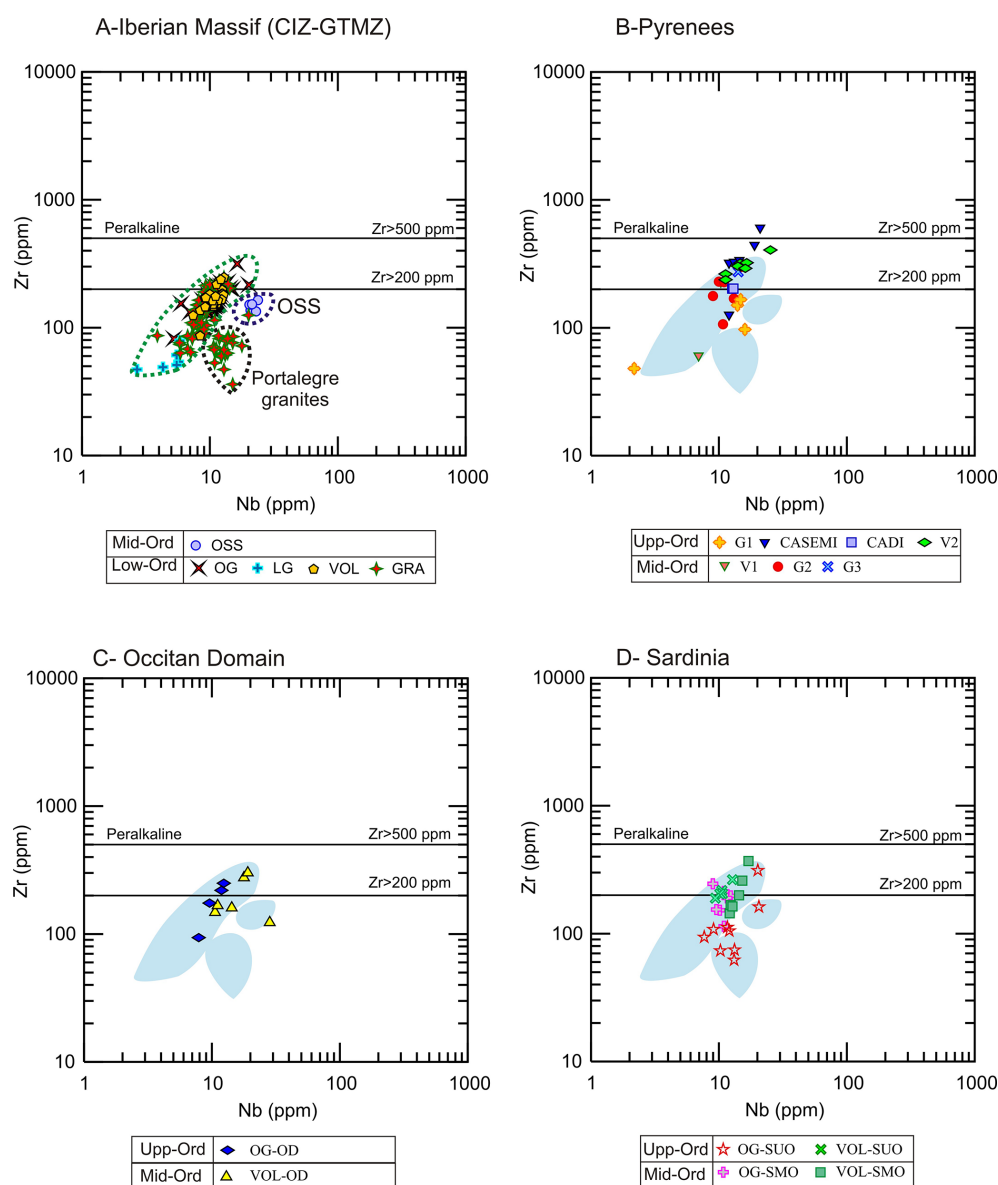 A-Iberian Massif (CIZ-GTMZ)
10000
1000
100
10
Zr (ppm)
Peralkaline
Zr>500 ppm
Zr>200 ppm
OSS
Portalegre
granites
1 10 100 1000
Nb (ppm)
Mid-Ord OSS
Low-Ord OG LG VOL GRA
B-Pyrenees
10000
1000
100
10
Zr (ppm)
Peralkaline
Zr>500 ppm
Zr>200 ppm
1 10 100 1000
Nb (ppm)
Upp-Ord G1 CASEMI CADI V2
Mid-Ord V1 G2 G3
C- Occitan Domain
10000
1000
100
10
Zr (ppm)
Peralkaline
Zr>500 ppm
Zr>200 ppm
1 10 100 1000
Nb (ppm)
Upp-Ord OG-OD
Mid-Ord VOL-OD
D- Sardinia
10000
1000
100
10
Zr (ppm)
Peralkaline
Zr>500 ppm
Zr>200 ppm
1 10 100 1000
Nb (ppm)
Upp-Ord OG-SUO VOL-SUO
Mid-Ord OG-SMO VOL-SMO